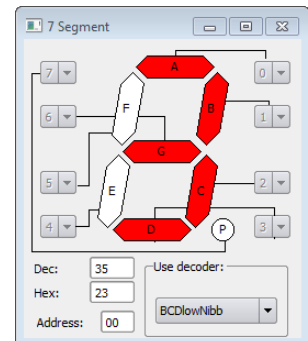 7 Segment
A
7
0
F
B
6
1
G
5
E
C
2
4
D
P
3
Dec: 35
Use decoder:
Hex: 23
BCDlowNibb
Address: 00